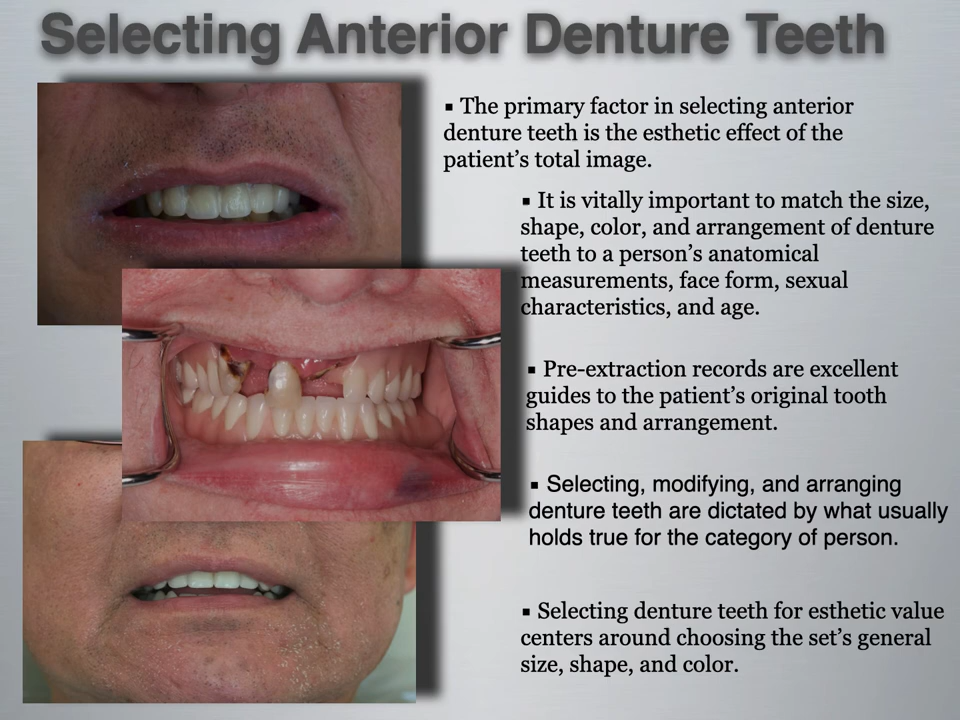 Selecting Anterior Denture Teeth
▪ The primary factor in selecting anterior
denture teeth is the esthetic effect of the
patient’s total image.
▪ It is vitally important to match the size,
shape, color, and arrangement of denture
teeth to a person’s anatomical
measurements, face form, sexual
characteristics, and age.
▪ Pre-extraction records are excellent
guides to the patient’s original tooth
shapes and arrangement.
▪ Selecting, modifying, and arranging
denture teeth are dictated by what usually
holds true for the category of person.
▪ Selecting denture teeth for esthetic value
centers around choosing the set’s general
size, shape, and color.